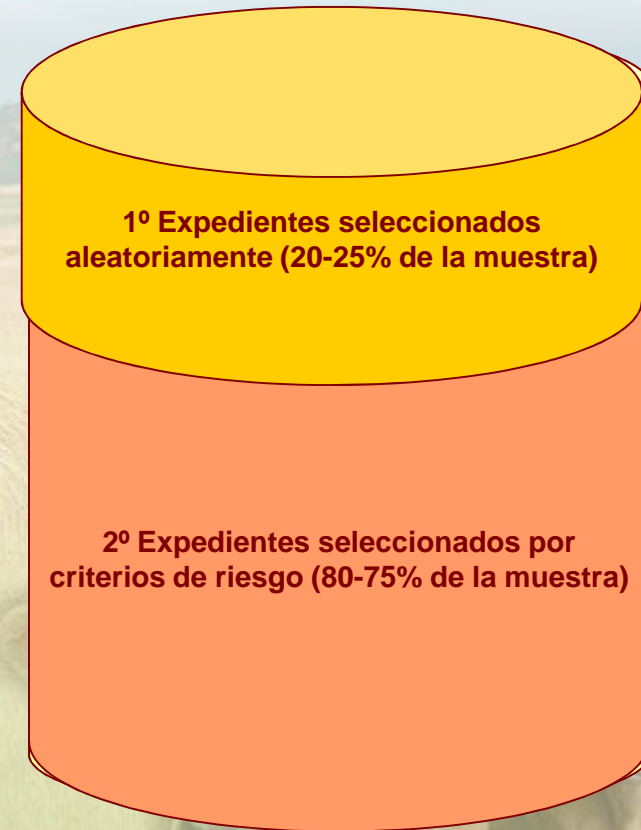 1º Expedientes seleccionados
aleatoriamente (20-25% de la muestra)
2º Expedientes seleccionados por
criterios de riesgo (80-75% de la muestra)